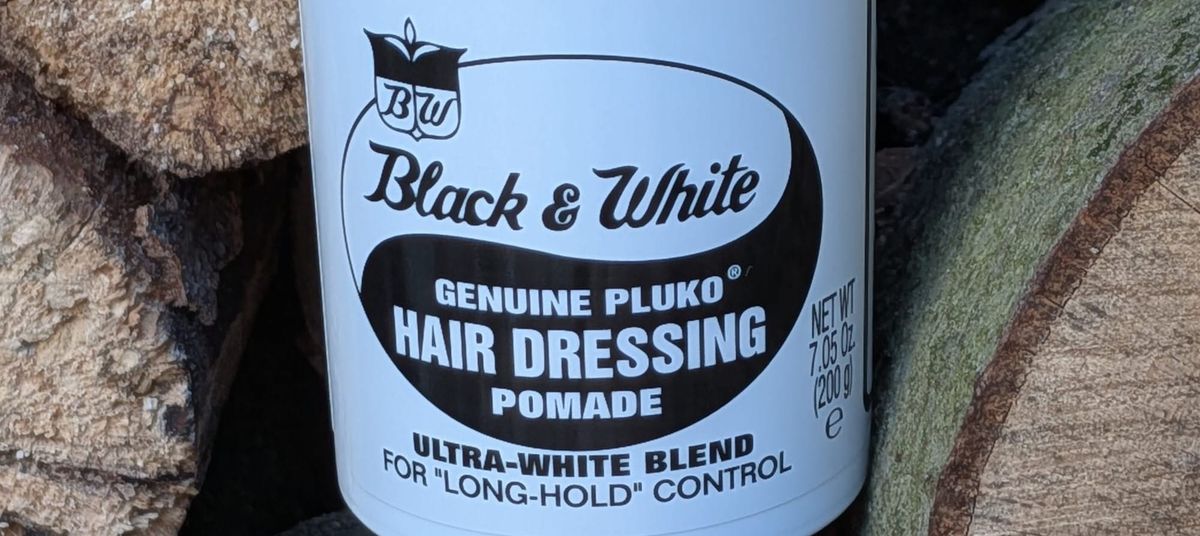 BW
Black & White
GENUINE PLUKO®
HAIR DRESSING
POMADE
ULTRA-WHITE BLEND
FOR "LONG-HOLD" CONTROL
NET WT
7.05 Oz.
(200 g)
e